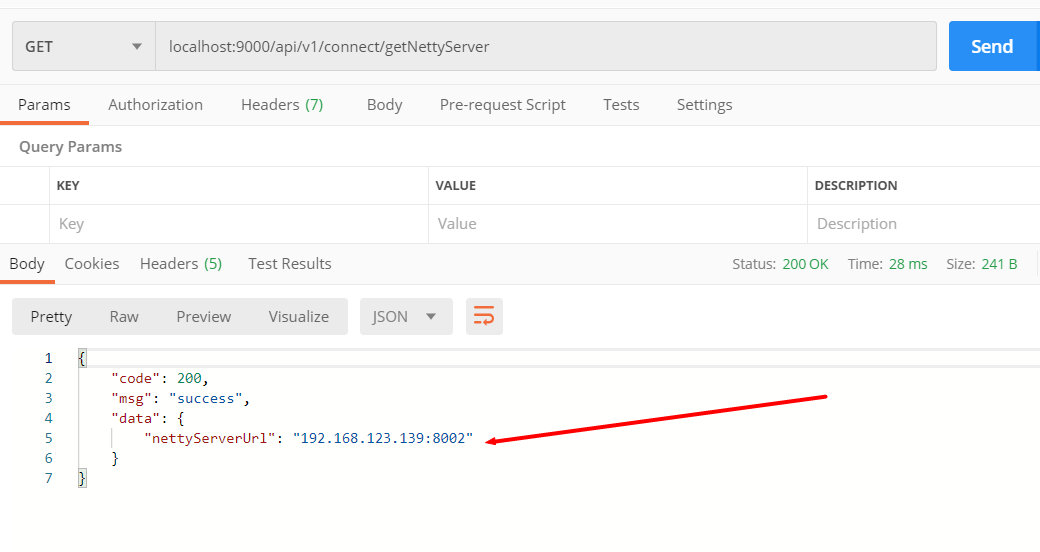 GET localhost:9000/api/v1/connect/getNettyServer Send
Params Authorization Headers (7) Body Pre-request Script Tests Settings
Query Params
KEY VALUE DESCRIPTION
Key Value Description
Body Cookies Headers (5) Test Results Status: 200 OK Time: 28 ms Size: 241 B
Pretty Raw Preview Visualize JSON
1 {
2 "code": 200,
3 "msg": "success",
4 "data": {
5 "nettyServerUrl": "192.168.123.139:8002"
6 }
7 }